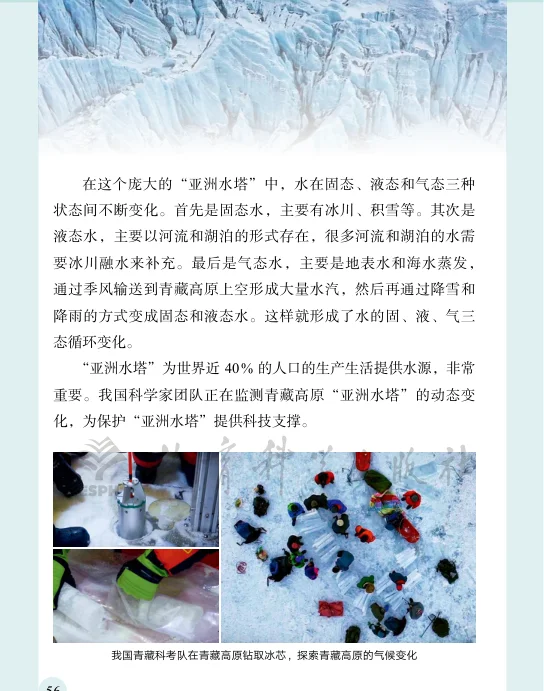 在这个庞大的“亚洲水塔”中，水在固态、液态和气态三种
状态间不断变化。首先是固态水，主要有冰川、积雪等。其次是
液态水，主要以河流和湖泊的形式存在，很多河流和湖泊的水需
要冰川融水来补充。最后是气态水，主要是地表水和海水蒸发，
通过季风输送到青藏高原上空形成大量水汽，然后再通过降雪和
降雨的方式变成固态和液态水。这样就形成了水的固、液、气三
态循环变化。
“亚洲水塔”为世界近 40% 的人口的生产生活提供水源，非常
重要。我国科学家团队正在监测青藏高原“亚洲水塔”的动态变
化，为保护“亚洲水塔”提供科技支撑。
教育科学出版社
ESPH
我国青藏科考队在青藏高原钻取冰芯，探索青藏高原的气候变化
56